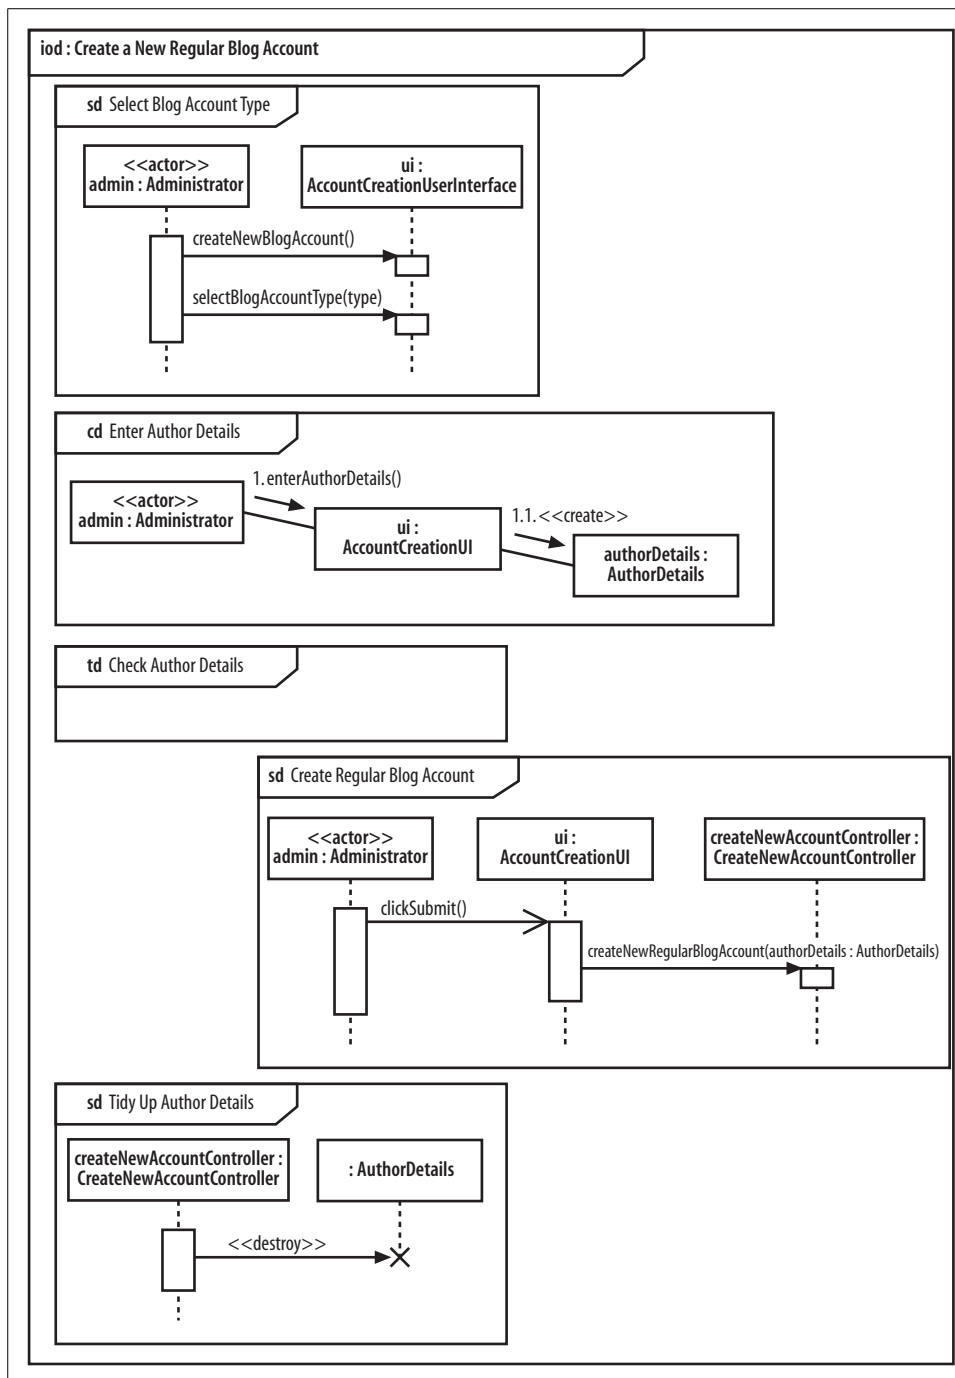 iod : Create a New Regular Blog Account
sd Select Blog Account Type
<<actor>>
admin : Administrator
ui :
AccountCreationUserInterface
createNewBlogAccount()
selectBlogAccountType(type)
cd Enter Author Details
<<actor>>
admin : Administrator
1. enterAuthorDetails()
ui :
AccountCreationUI
1.1. <<create>>
authorDetails :
AuthorDetails
td Check Author Details
sd Create Regular Blog Account
<<actor>>
admin : Administrator
ui :
AccountCreationUI
createNewAccountController :
CreateNewAccountController
clickSubmit()
createNewRegularBlogAccount(authorDetails : AuthorDetails)
sd Tidy Up Author Details
createNewAccountController :
CreateNewAccountController
: AuthorDetails
<<destroy>>